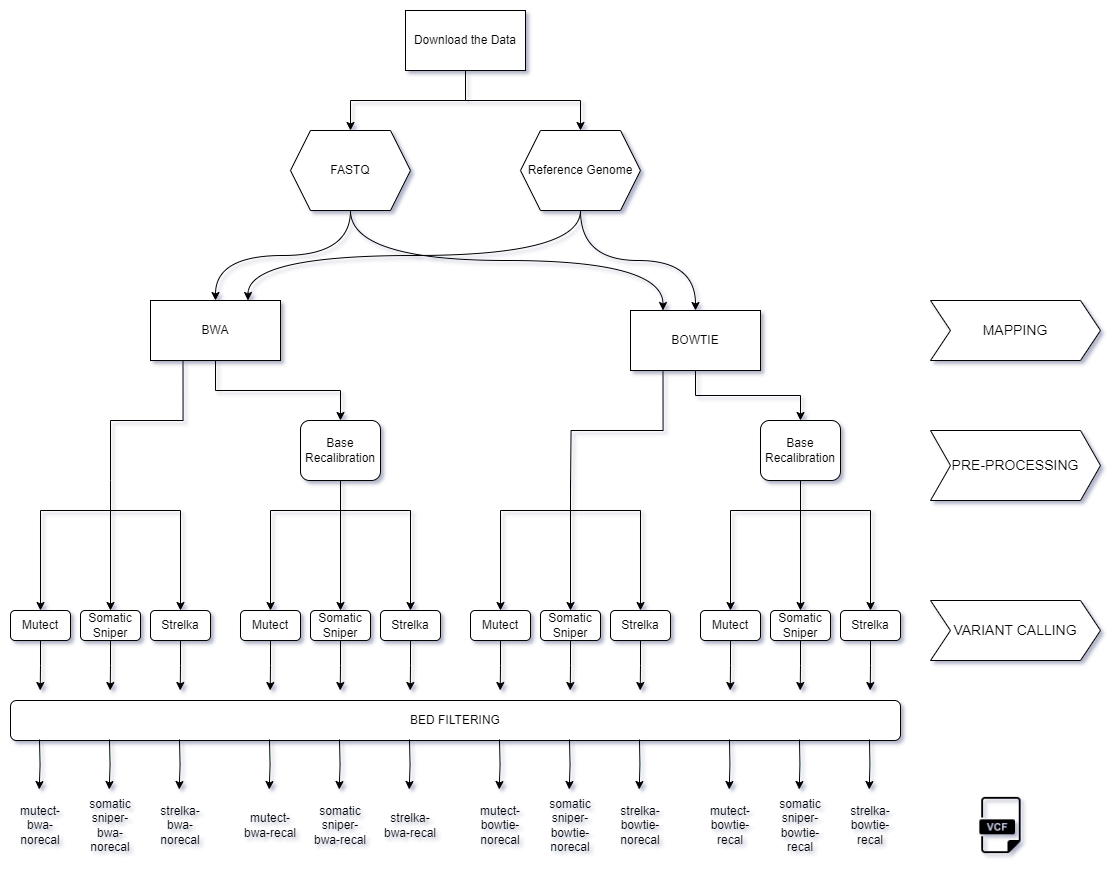 Download the Data
FASTQ
Reference Genome
BWA
BOWTIE
MAPPING
Base
Recalibration
Base
Recalibration
PRE-PROCESSING
Mutect
Somatic
Sniper
Strelka
Mutect
Somatic
Sniper
Strelka
Mutect
Somatic
Sniper
Strelka
Mutect
Somatic
Sniper
Strelka
VARIANT CALLING
BED FILTERING
mutect-
bwa-
norecal
somatic
sniper-
bwa-
norecal
strelka-
bwa-
norecal
mutect-
bwa-recal
somatic
sniper-
bwa-recal
strelka-
bwa-recal
mutect-
bowtie-
norecal
somatic
sniper-
bowtie-
norecal
strelka-
bowtie-
norecal
mutect-
bowtie-
recal
somatic
sniper-
bowtie-
recal
strelka-
bowtie-
recal
VCF